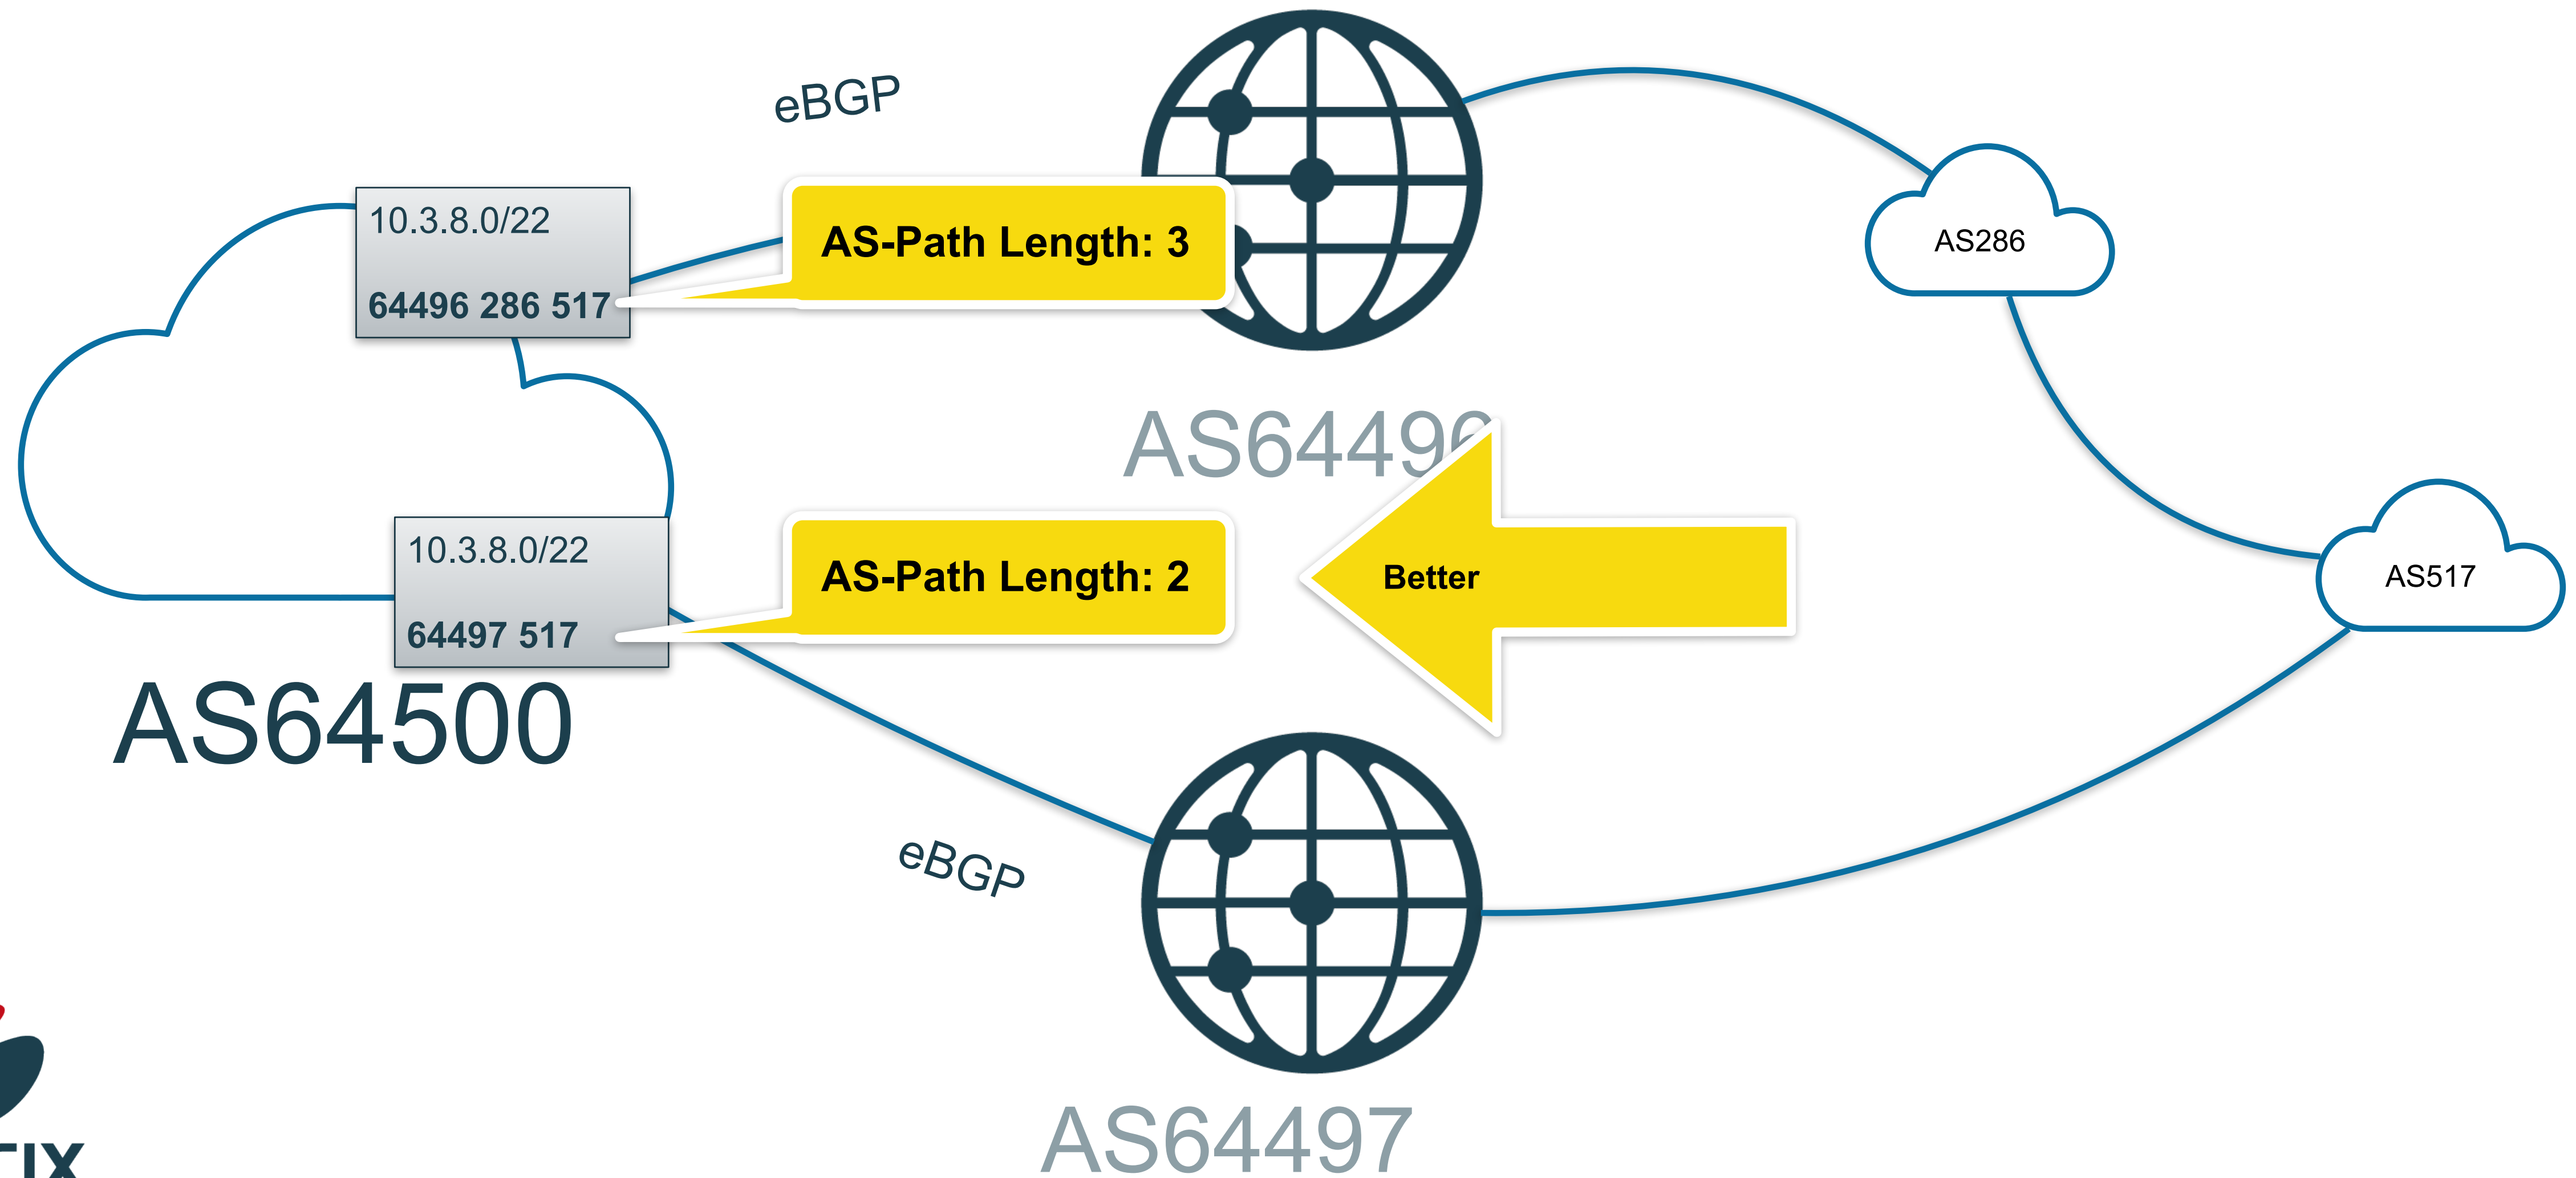 eBGP
10.3.8.0/22
64496 286 517
AS-Path Length: 3
AS286
AS64496
10.3.8.0/22
64497 517
AS-Path Length: 2
Better
AS517
AS64500
eBGP
AS64497